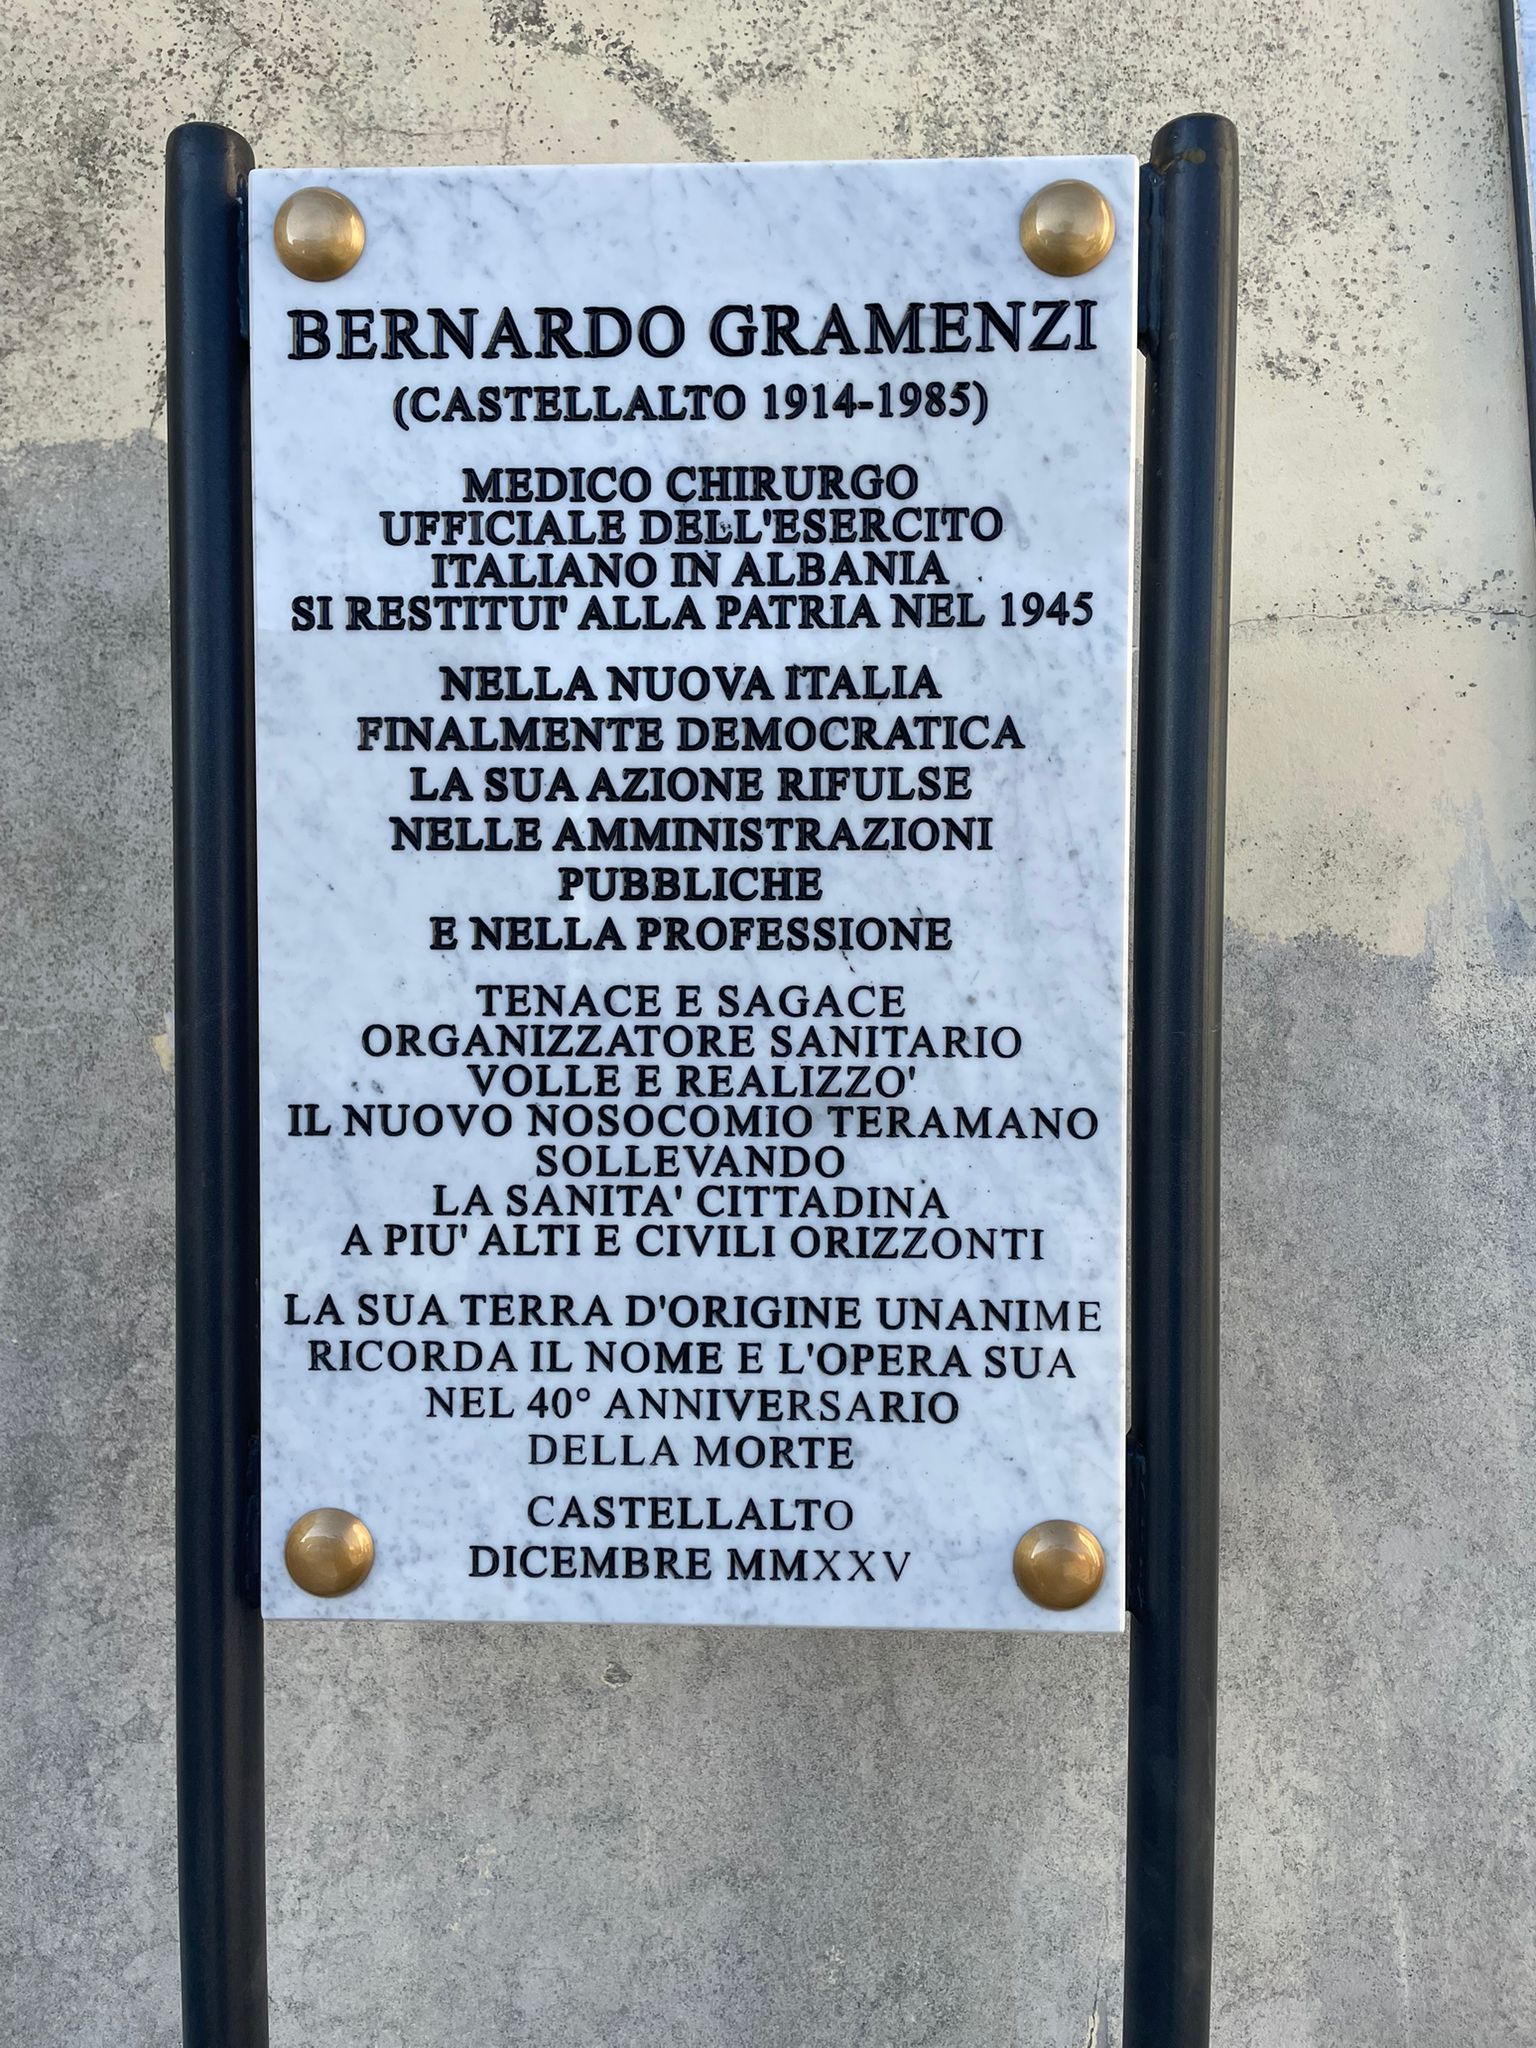 BERNARDO GRAMENZI
(CASTELLALTO 1914-1985)
MEDICO CHIRURGO
UFFICIALE DELL'ESERCITO
ITALIANO IN ALBANIA
SI RESTITUI' ALLA PATRIA NEL 1945
NELLA NUOVA ITALIA
FINALMENTE DEMOCRATICA
LA SUA AZIONE RIFULSE
NELLE AMMINISTRAZIONI
PUBBLICHE
E NELLA PROFESSIONE
TENACE E SAGACE
ORGANIZZATORE SANITARIO
VOLLE E REALIZZO'
IL NUOVO NOSOCOMIO TERAMANO
SOLLEVANDO
LA SANITA' CITTADINA
A PIU' ALTI E CIVILI ORIZZONTI
LA SUA TERRA D'ORIGINE UNANIME
RICORDA IL NOME E L'OPERA SUA
NEL 40° ANNIVERSARIO
DELLA MORTE
CASTELLALTO
DICEMBRE MMXXV